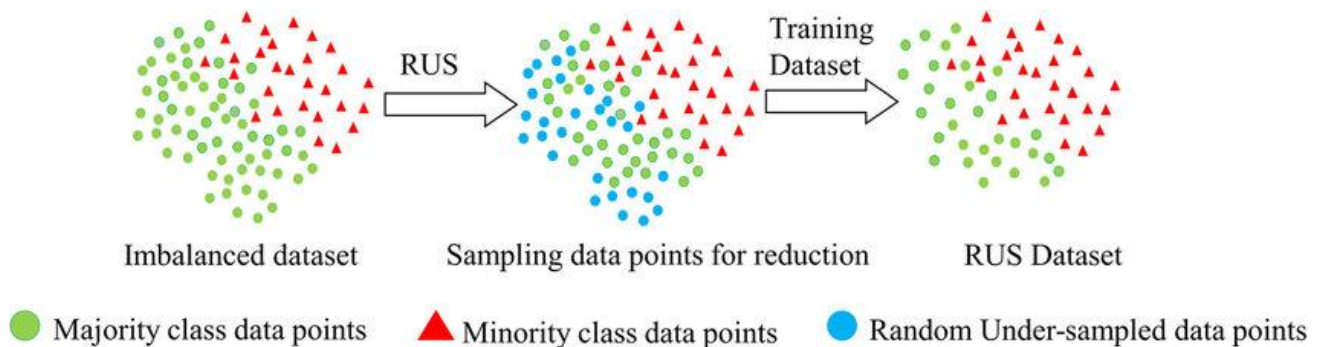 RUS
Training
Dataset
Imbalanced dataset
Sampling data points for reduction
RUS Dataset
Majority class data points
Minority class data points
Random Under-sampled data points